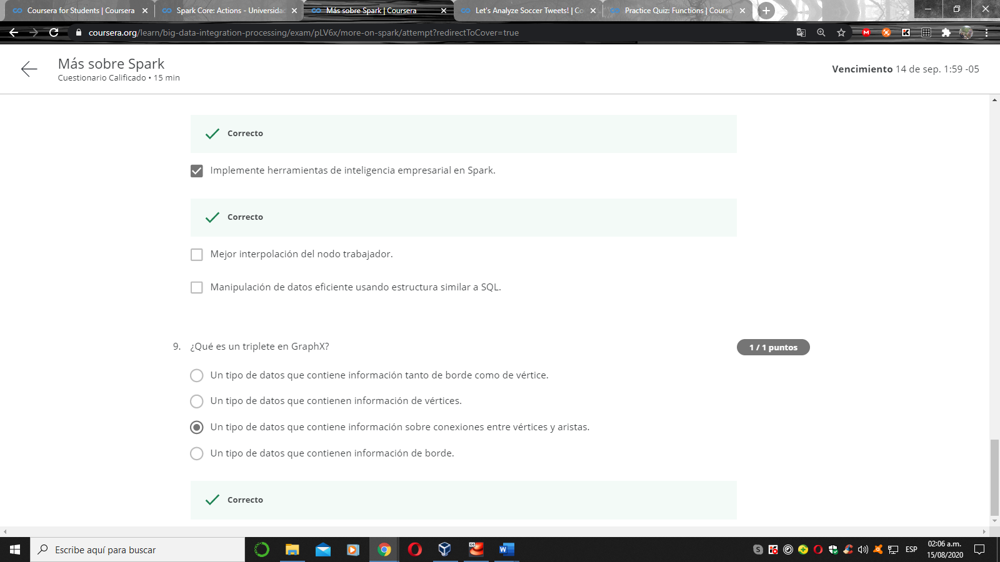 Coursera for Students | Coursera
Spark Core: Actions - Universidad
Más sobre Spark | Coursera
Let's Analyze Soccer Tweets! | Co
Practice Quiz: Functions | Course
coursera.org/learn/big-data-integration-processing/exam/pLV6x/more-on-spark/attempt?redirectToCover=true
Más sobre Spark
Cuestionario Calificado • 15 min
Vencimiento 14 de sep. 1:59 -05
Correcto
Implemente herramientas de inteligencia empresarial en Spark.
Correcto
Mejor interpolación del nodo trabajador.
Manipulación de datos eficiente usando estructura similar a SQL.
9. ¿Qué es un triplete en GraphX?
1 / 1 puntos
Un tipo de datos que contiene información tanto de borde como de vértice.
Un tipo de datos que contienen información de vértices.
Un tipo de datos que contiene información sobre conexiones entre vértices y aristas.
Un tipo de datos que contienen información de borde.
Correcto
Escribe aquí para buscar
ESP
02:06 a.m.
15/08/2020